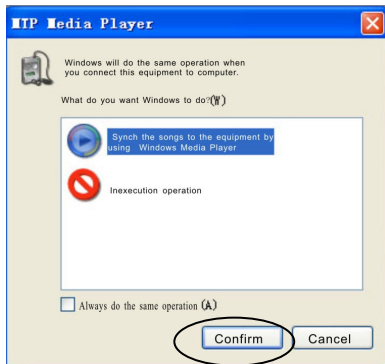 MTP Media Player
Windows will do the same operation when
you connect this equipment to computer.
What do you want Windows to do?(W)
Synch the songs to the equipment by
using Windows Media Player
Inexecution operation
Always do the same operation (A)
Confirm
Cancel